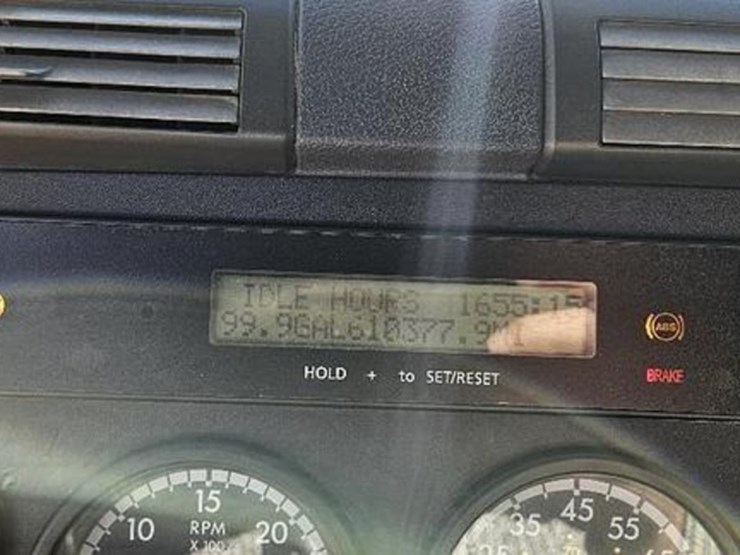 IDLE HOURS 1655:15
99.9GAL610377.9MI
HOLD + to SET/RESET
ABS
BRAKE
15
10 RPM 20
X 100
45
35 55
25